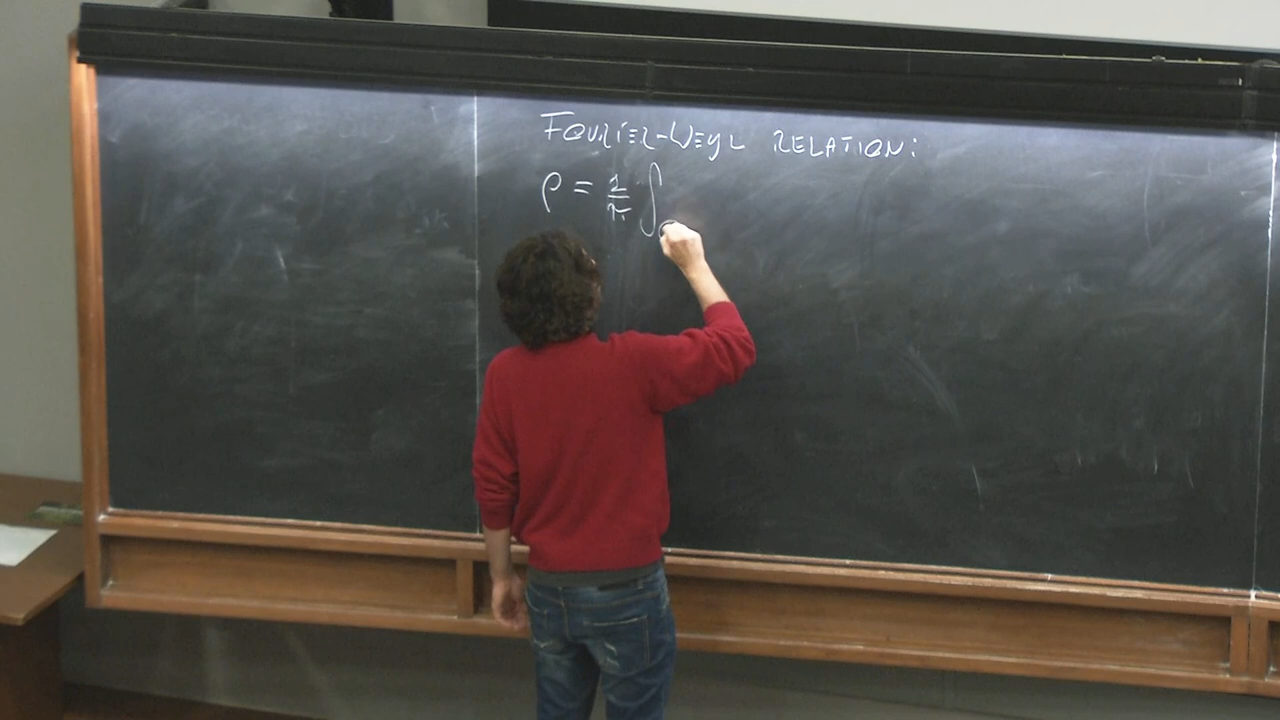 FOURIER-WEYL RELATION:
ρ = 1/π ∫